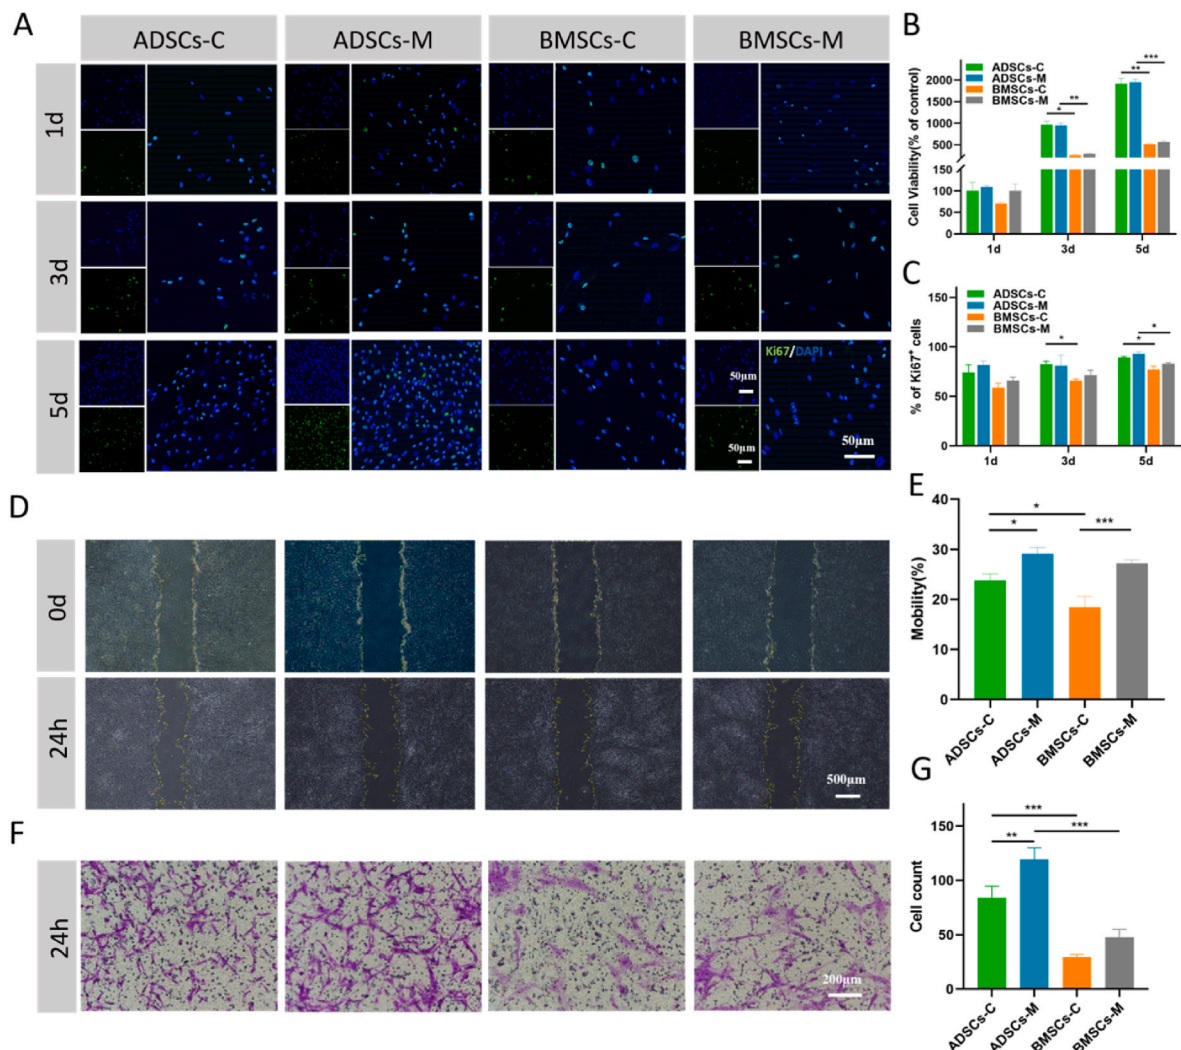 A
ADSCs-C
ADSCs-M
BMSCs-C
BMSCs-M
1d
3d
5d
Ki67/DAPI
50μm
50μm
50μm
B
ADSCs-C
ADSCs-M
BMSCs-C
BMSCs-M
***
**
**
*
Cell Viability(% of control)
2000
1500
1000
500
150
100
50
0
1d
3d
5d
C
ADSCs-C
ADSCs-M
BMSCs-C
BMSCs-M
*
*
*
% of Ki67⁺ cells
150
100
50
0
1d
3d
5d
D
0d
24h
500μm
E
*
*
***
Mobility(%)
40
30
20
10
0
ADSCs-C
ADSCs-M
BMSCs-C
BMSCs-M
F
24h
200μm
G
***
**
***
Cell count
150
100
50
0
ADSCs-C
ADSCs-M
BMSCs-C
BMSCs-M